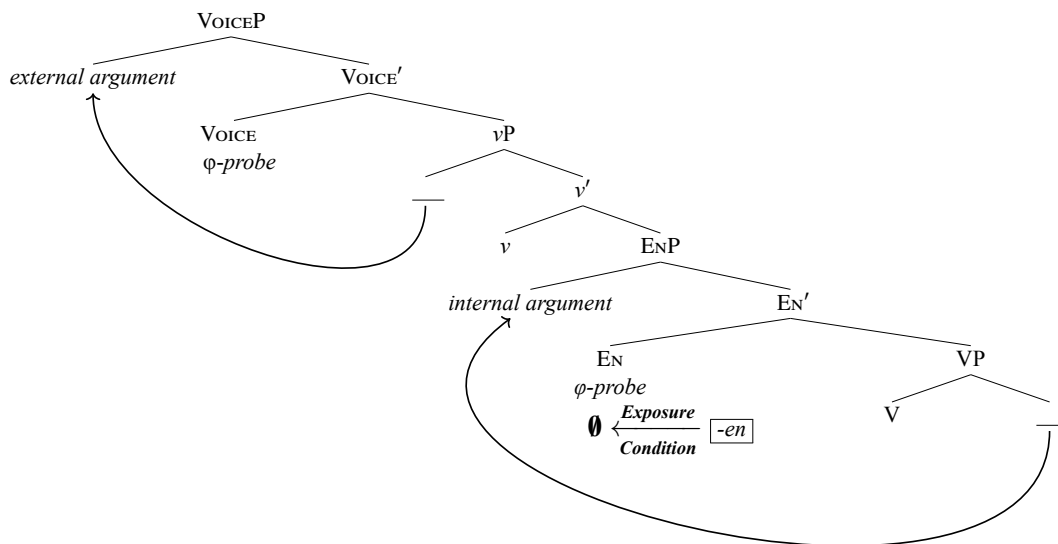 VoiceP
external argument
Voice′
Voice
vP
φ-probe
v′
v
EnP
internal argument
En′
En
VP
φ-probe
V
∅ Exposure -en
Condition